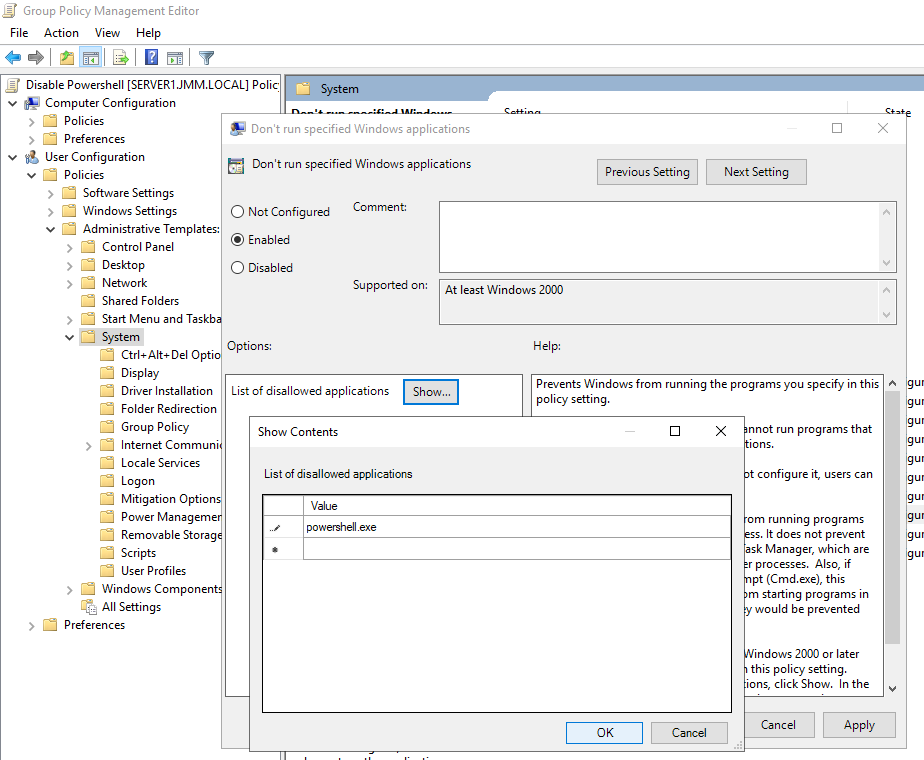 Group Policy Management Editor
File Action View Help
Disable Powershell [SERVER1.JMM.LOCAL] Policy
Computer Configuration
Policies
Preferences
User Configuration
Policies
Software Settings
Windows Settings
Administrative Templates:
Control Panel
Desktop
Network
Shared Folders
Start Menu and Taskba
System
Ctrl+Alt+Del Optio
Display
Driver Installation
Folder Redirection
Group Policy
Internet Communic
Locale Services
Logon
Mitigation Options
Power Managemen
Removable Storage
Scripts
User Profiles
Windows Components
All Settings
Preferences
System
Don't run specified Windows
Setting
State
Don't run specified Windows applications
Don't run specified Windows applications
Previous Setting
Next Setting
Not Configured
Enabled
Disabled
Comment:
Supported on:
At least Windows 2000
Options:
Help:
List of disallowed applications
Show...
Prevents Windows from running the programs you specify in this
policy setting.
annot run programs that
tions.
ot configure it, users can
rom running programs
ess. It does not prevent
ask Manager, which are
er processes. Also, if
mpt (Cmd.exe), this
om starting programs in
ey would be prevented
Windows 2000 or later
h this policy setting.
tions, click Show. In the
Show Contents
List of disallowed applications
Value
powershell.exe
OK
Cancel
Cancel
Apply